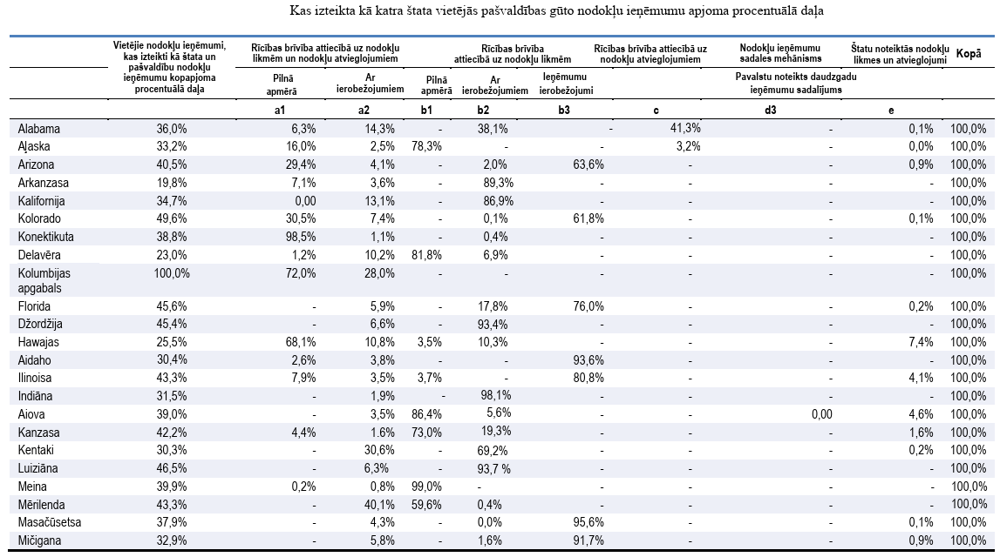 Kas izteikta kā katra štata vietējās pašvaldības gūto nodokļu ieņēmumu apjoma procentuālā daļa
Vietējie nodokļu ieņēmumi, kas izteikti kā štata un pašvaldību nodokļu ieņēmumu kopapjoma procentuālā daļa
Rīcības brīvība attiecībā uz nodokļu likmēm un nodokļu atvieglojumiem
Rīcības brīvība attiecībā uz nodokļu likmēm
Rīcības brīvība attiecībā uz nodokļu atvieglojumiem
Nodokļu ieņēmumu sadales mehānisms
Štatu noteiktās nodokļu likmes un atvieglojumi
Kopā
Pilnā apmērā
Ar ierobežojumiem
Pilnā apmērā
Ar ierobežojumiem
Ieņēmumu ierobežojumi
Pavalstu noteikts daudzgadu ieņēmumu sadalījums
a1 a2 b1 b2 b3 c d3 e
Alabama 36,0% 6,3% 14,3% - 38,1% - 41,3% - 0,1% 100,0%
Aļaska 33,2% 16,0% 2,5% 78,3% - - 3,2% - 0,0% 100,0%
Arizona 40,5% 29,4% 4,1% - 2,0% 63,6% - - 0,9% 100,0%
Arkanzasa 19,8% 7,1% 3,6% - 89,3% - - - - 100,0%
Kalifornija 34,7% 0,00 13,1% - 86,9% - - - - 100,0%
Kolorado 49,6% 30,5% 7,4% - 0,1% 61,8% - - 0,1% 100,0%
Konektikuta 38,8% 98,5% 1,1% - 0,4% - - - - 100,0%
Delavēra 23,0% 1,2% 10,2% 81,8% 6,9% - - - - 100,0%
Kolumbijas apgabals 100,0% 72,0% 28,0% - - - - - - 100,0%
Florida 45,6% - 5,9% - 17,8% 76,0% - - 0,2% 100,0%
Džordžija 45,4% - 6,6% - 93,4% - - - - 100,0%
Hawajas 25,5% 68,1% 10,8% 3,5% 10,3% - - - 7,4% 100,0%
Aidaho 30,4% 2,6% 3,8% - - 93,6% - - - 100,0%
Ilinoisa 43,3% 7,9% 3,5% 3,7% - 80,8% - - 4,1% 100,0%
Indiāna 31,5% - 1,9% - 98,1% - - - - 100,0%
Aiova 39,0% - 3,5% 86,4% 5,6% - - 0,00 4,6% 100,0%
Kanzasa 42,2% 4,4% 1.6% 73,0% 19,3% - - - 1,6% 100,0%
Kentaki 30,3% - 30,6% - 69,2% - - - 0,2% 100,0%
Luiziāna 46,5% - 6,3% - 93,7 % - - - - 100,0%
Meina 39,9% 0,2% 0,8% 99,0% - - - - - 100,0%
Mērilenda 43,3% - 40,1% 59,6% 0,4% - - - - 100,0%
Masačūsetsa 37,9% - 4,3% - 0,0% 95,6% - - 0,1% 100,0%
Mičigana 32,9% - 5,8% - 1,6% 91,7% - - 0,9% 100,0%